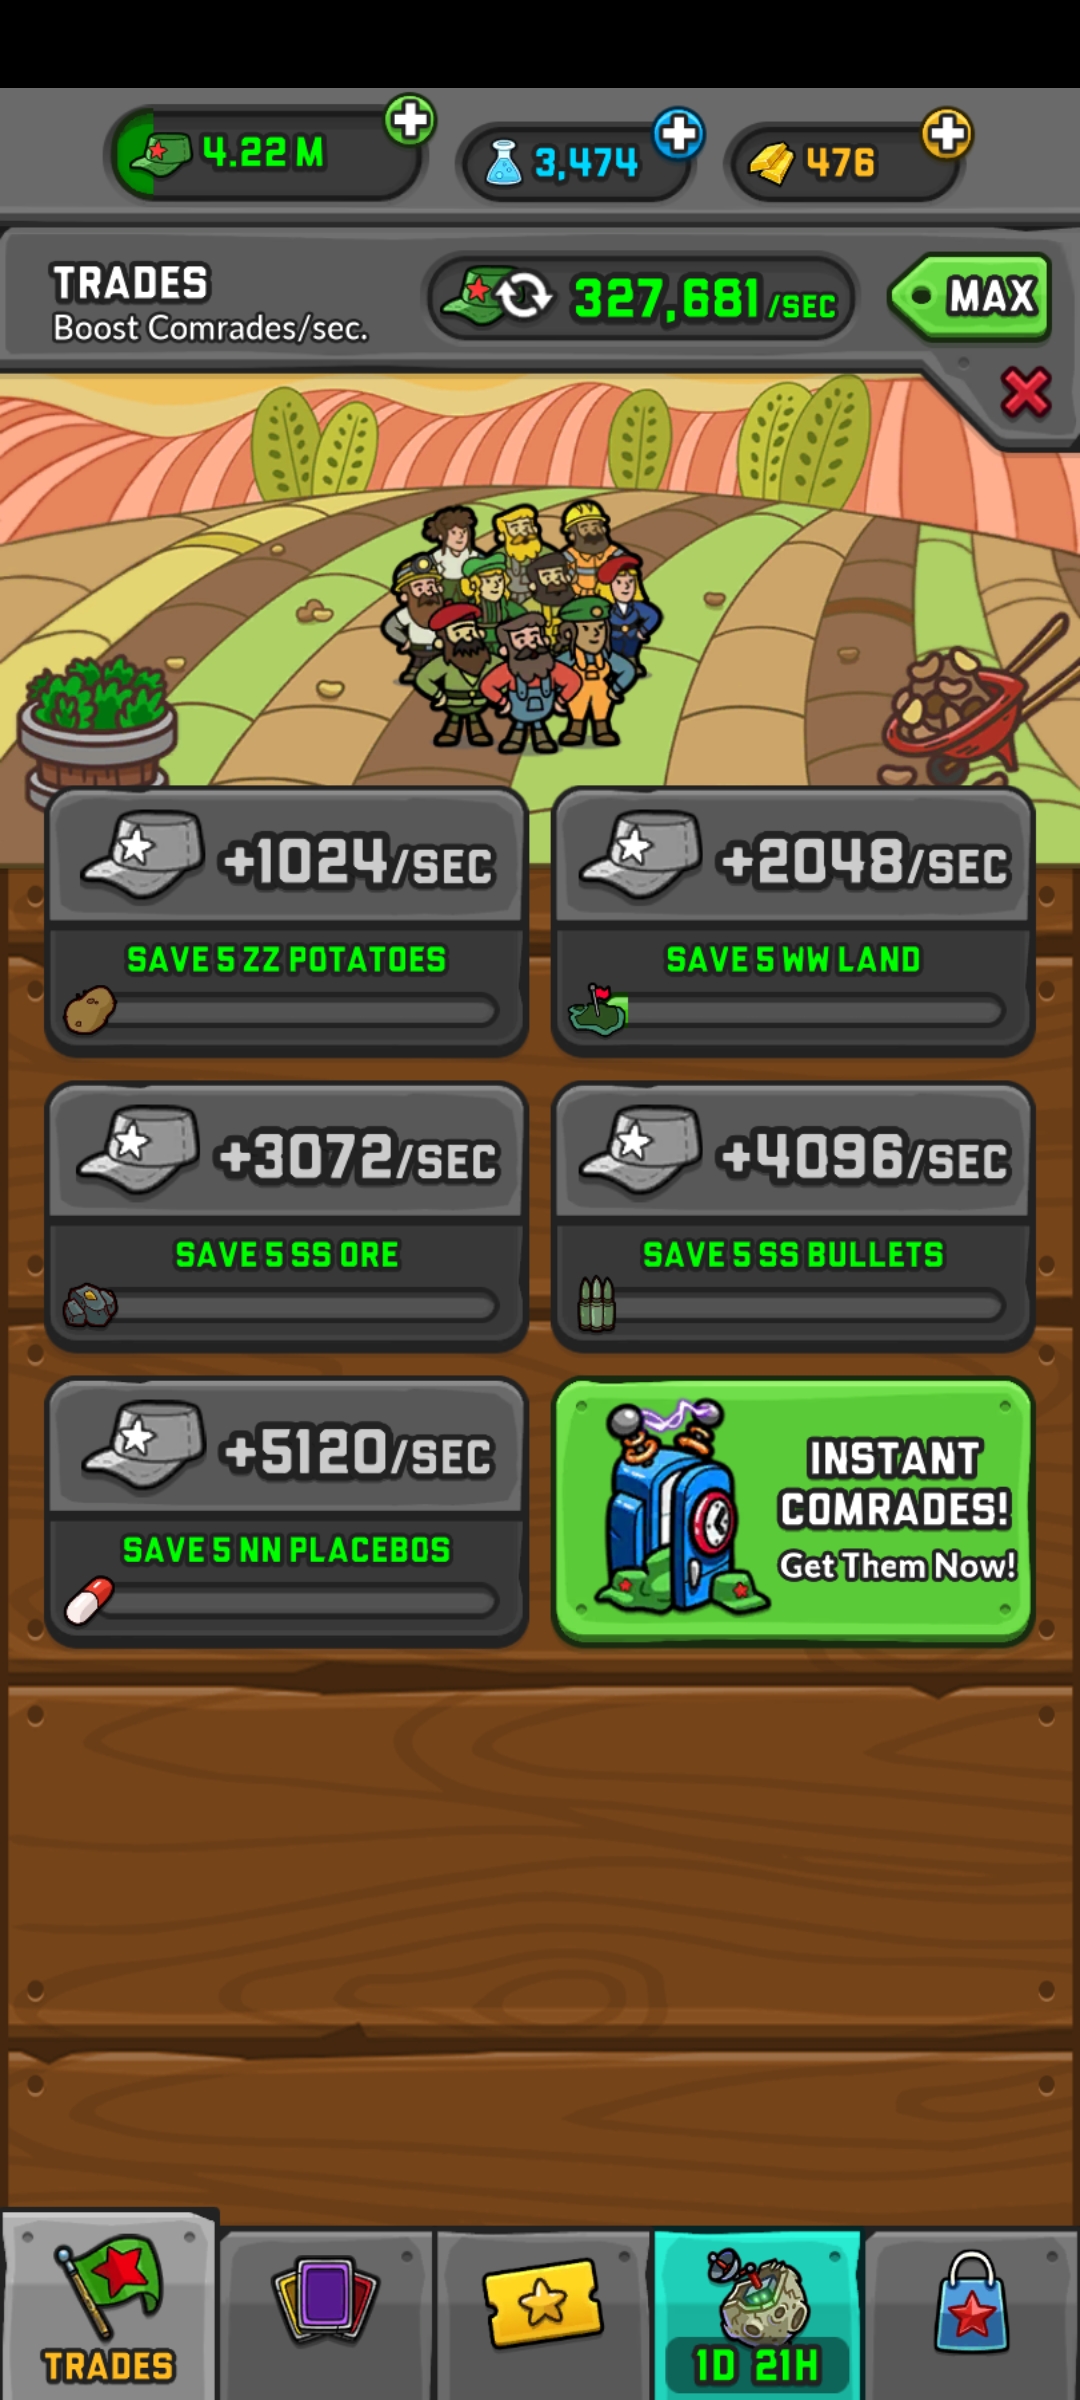 4.22 M
3,474
476
TRADES
Boost Comrades/sec.
327,681/SEC
MAX
+1024/SEC
SAVE 5 ZZ POTATOES
+2048/SEC
SAVE 5 WW LAND
+3072/SEC
SAVE 5 SS ORE
+4096/SEC
SAVE 5 SS BULLETS
+5120/SEC
SAVE 5 NN PLACEBOS
INSTANT
COMRADES!
Get Them Now!
TRADES
1D 21H